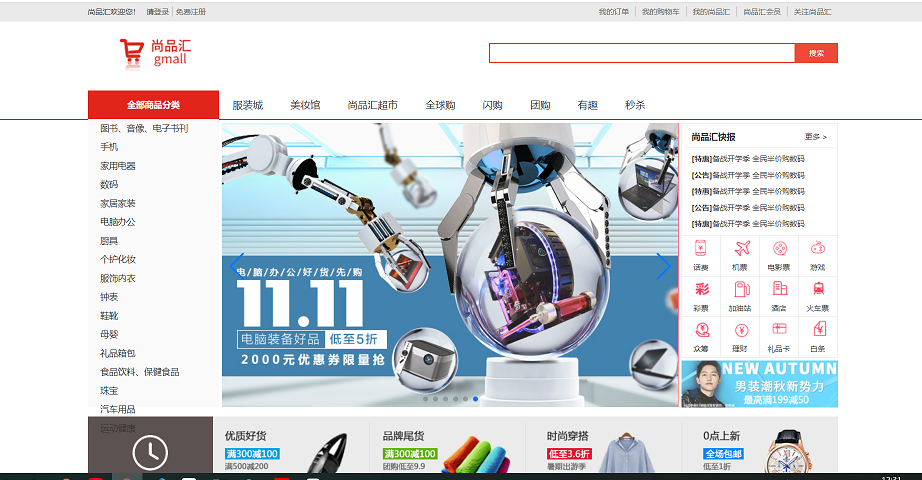 尚品汇欢迎您! 请登录 免费注册
我的订单 我的购物车 我的尚品汇 尚品汇会员 关注尚品汇
尚品汇
gmall
搜索
全部商品分类 服装城 美妆馆 尚品汇超市 全球购 闪购 团购 有趣 秒杀
图书、音像、电子书刊
手机
家用电器
数码
家居家装
电脑办公
厨具
个护化妆
服饰内衣
钟表
鞋靴
母婴
礼品箱包
食品饮料、保健食品
珠宝
汽车用品
运动健康
电/脑/办/公/好/货/先/购
11.11
电脑装备好品 低至5折
2000元优惠券限量抢
尚品汇快报 更多 >
[特惠]备战开学季 全民半价购数码
[公告]备战开学季 全民半价购数码
[特惠]备战开学季 全民半价购数码
[公告]备战开学季 全民半价购数码
[特惠]备战开学季 全民半价购数码
话费 机票 电影票 游戏
彩
彩票 加油站 酒店 火车票
众筹 理财 礼品卡 白条
NEW AUTUMN
男装潮秋新势力
最高满199减50
优质好货
满300减100
满500减200
品牌尾货
满300减100
团购低至9.9
时尚穿搭
低至3.6折
暑期出游季
0点上新
全场包邮
低至1折